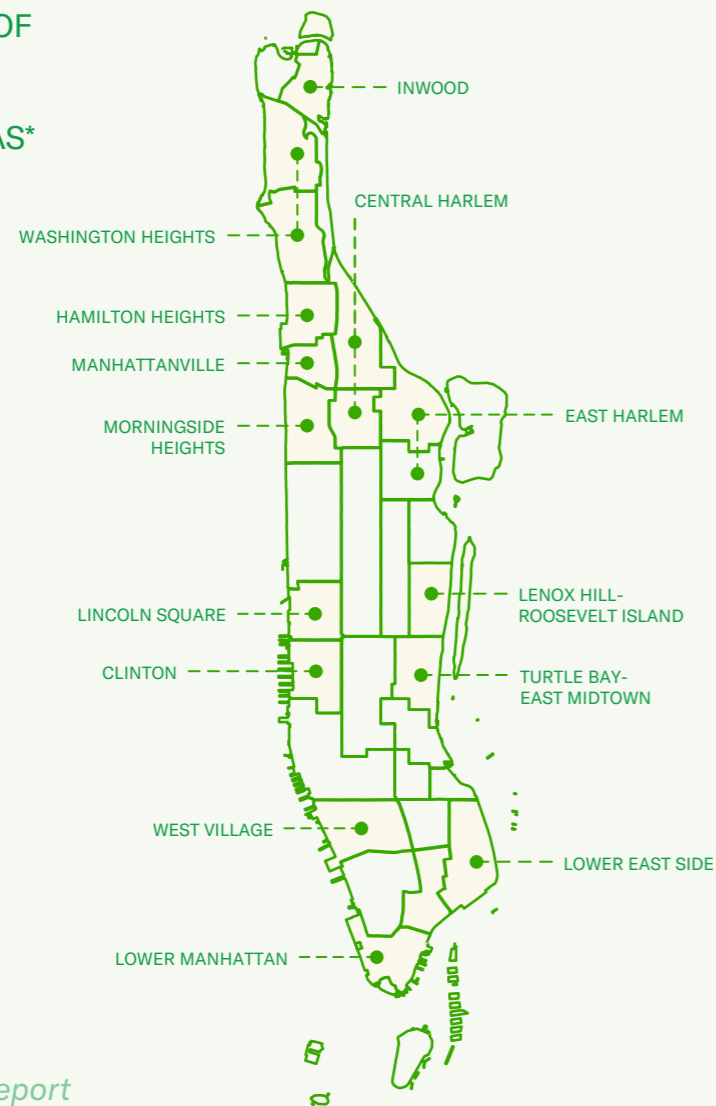 OF
AS*
INWOOD
CENTRAL HARLEM
WASHINGTON HEIGHTS
HAMILTON HEIGHTS
MANHATTANVILLE
EAST HARLEM
MORNINGSIDE
HEIGHTS
LENOX HILL-
ROOSEVELT ISLAND
LINCOLN SQUARE
CLINTON
TURTLE BAY-
EAST MIDTOWN
WEST VILLAGE
LOWER EAST SIDE
LOWER MANHATTAN
eport